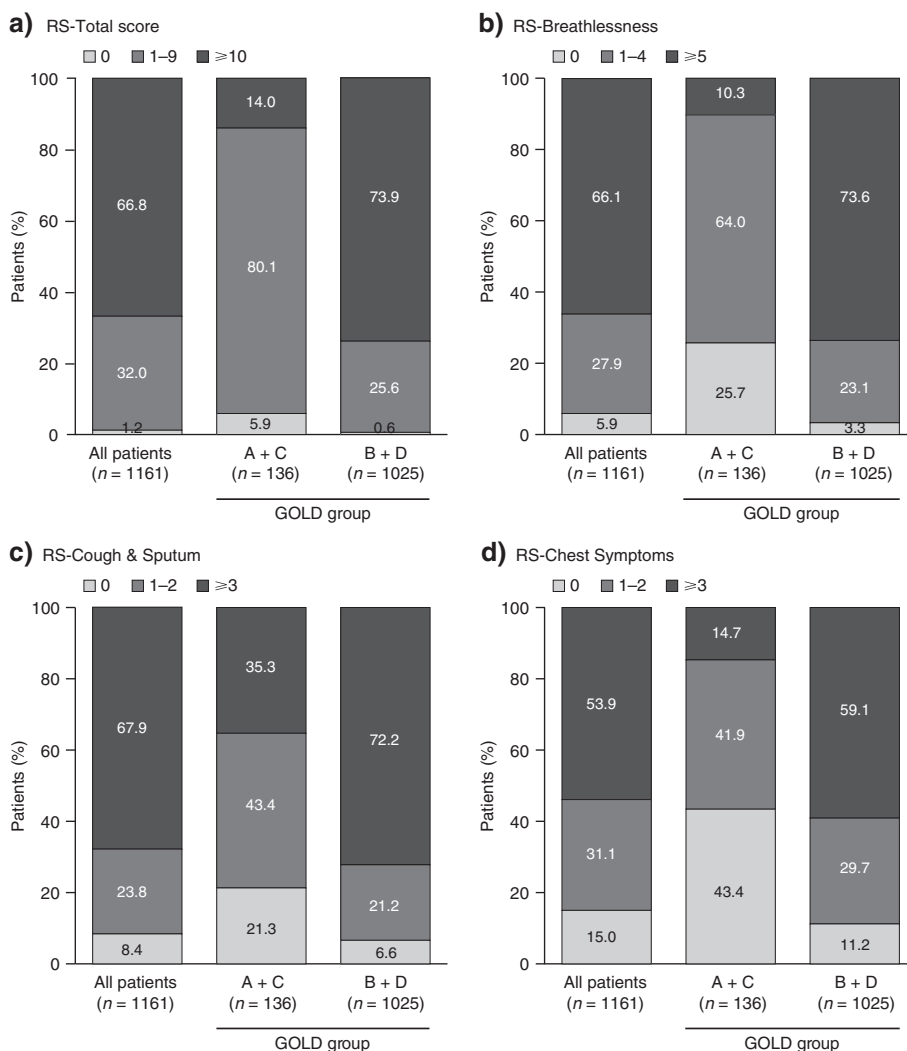 a) RS-Total score
0 1–9 ⩾10
100
80
60
40
20
0
Patients (%)
66.8
32.0
1.2
14.0
80.1
5.9
73.9
25.6
0.6
All patients
(n = 1161)
A + C
(n = 136)
B + D
(n = 1025)
GOLD group
b) RS-Breathlessness
0 1–4 ⩾5
100
80
60
40
20
0
Patients (%)
66.1
27.9
5.9
10.3
64.0
25.7
73.6
23.1
3.3
All patients
(n = 1161)
A + C
(n = 136)
B + D
(n = 1025)
GOLD group
c) RS-Cough & Sputum
0 1–2 ⩾3
100
80
60
40
20
0
Patients (%)
67.9
23.8
8.4
35.3
43.4
21.3
72.2
21.2
6.6
All patients
(n = 1161)
A + C
(n = 136)
B + D
(n = 1025)
GOLD group
d) RS-Chest Symptoms
0 1–2 ⩾3
100
80
60
40
20
0
Patients (%)
53.9
31.1
15.0
14.7
41.9
43.4
59.1
29.7
11.2
All patients
(n = 1161)
A + C
(n = 136)
B + D
(n = 1025)
GOLD group